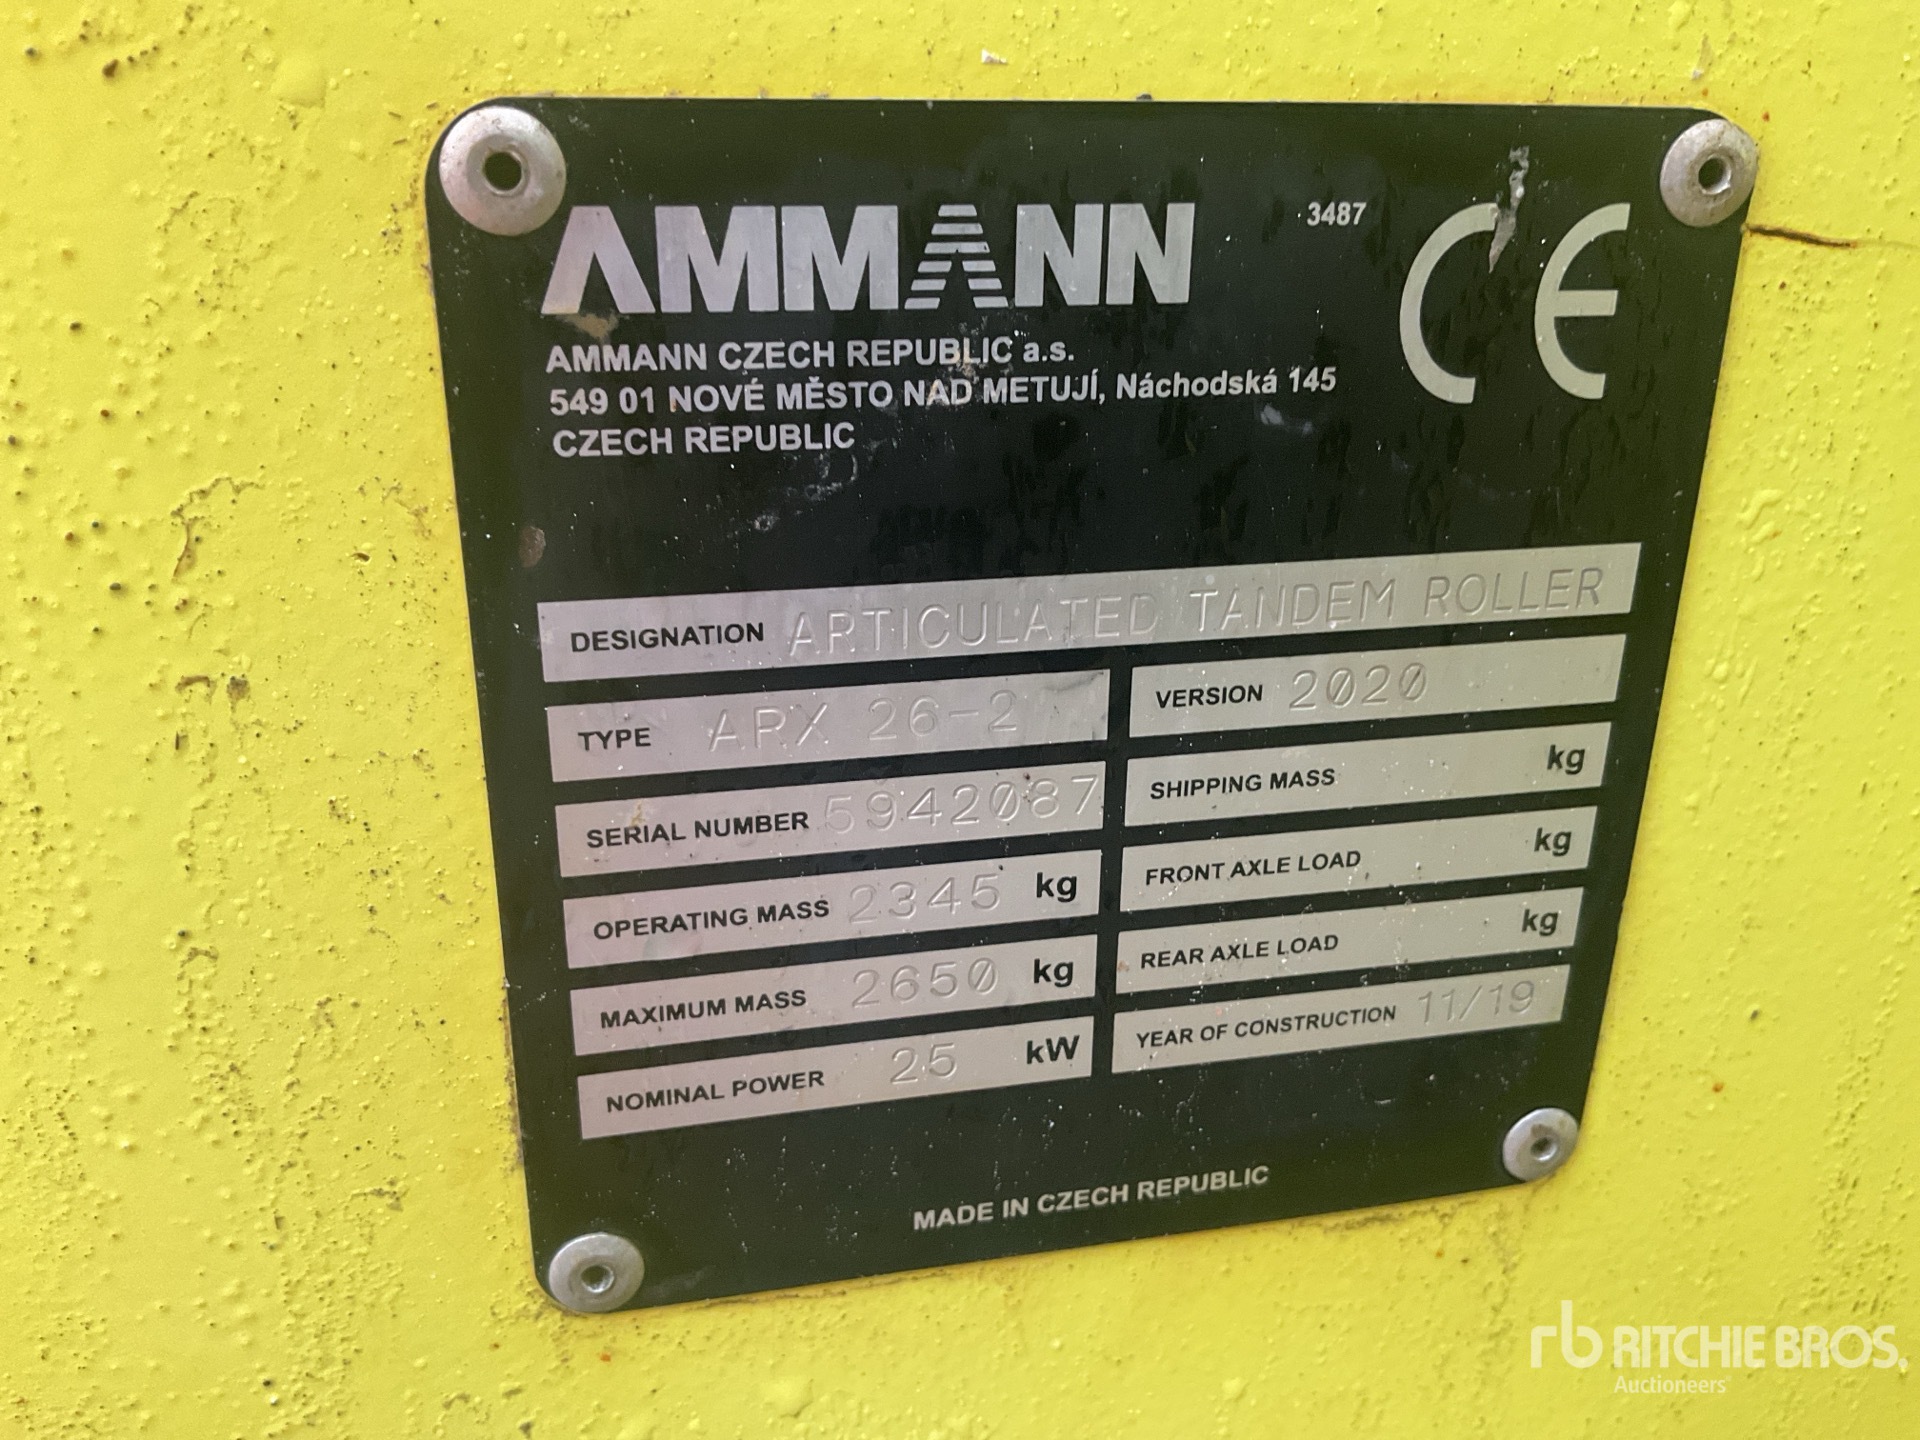 AMMANN
3487
CE
AMMANN CZECH REPUBLIC a.s.
549 01 NOVÉ MĚSTO NAD METUJÍ, Náchodská 145
CZECH REPUBLIC
DESIGNATION ARTICULATED TANDEM ROLLER
TYPE ARX 26-2
VERSION 2020
SERIAL NUMBER 5942087
SHIPPING MASS kg
OPERATING MASS 2345 kg
FRONT AXLE LOAD kg
MAXIMUM MASS 2650 kg
REAR AXLE LOAD kg
NOMINAL POWER 25 kW
YEAR OF CONSTRUCTION 11/19
MADE IN CZECH REPUBLIC
rb RITCHIE BROS.
Auctioneers